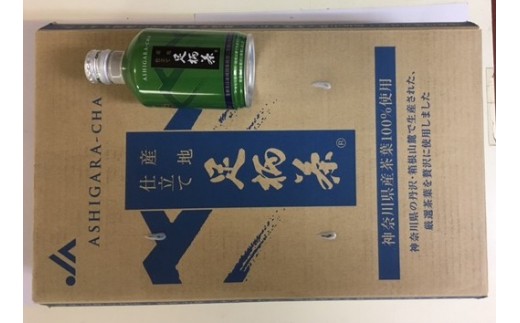 ASHIGARA-CHA
産地
仕立て
足柄茶®
神奈川県産茶葉100%使用
神奈川県の丹沢・箱根山麓で生産された、
厳選茶葉を贅沢に使用しました
ASHIGARA-CHA
足柄茶